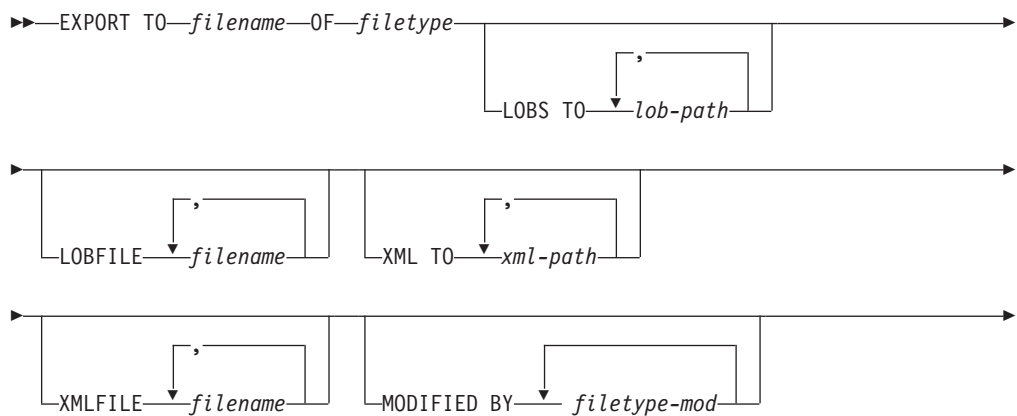 EXPORT TO filename OF filetype
,
LOBS TO lob-path
,
,
LOBFILE filename
XML TO xml-path
,
XMLFILE filename
MODIFIED BY filetype-mod